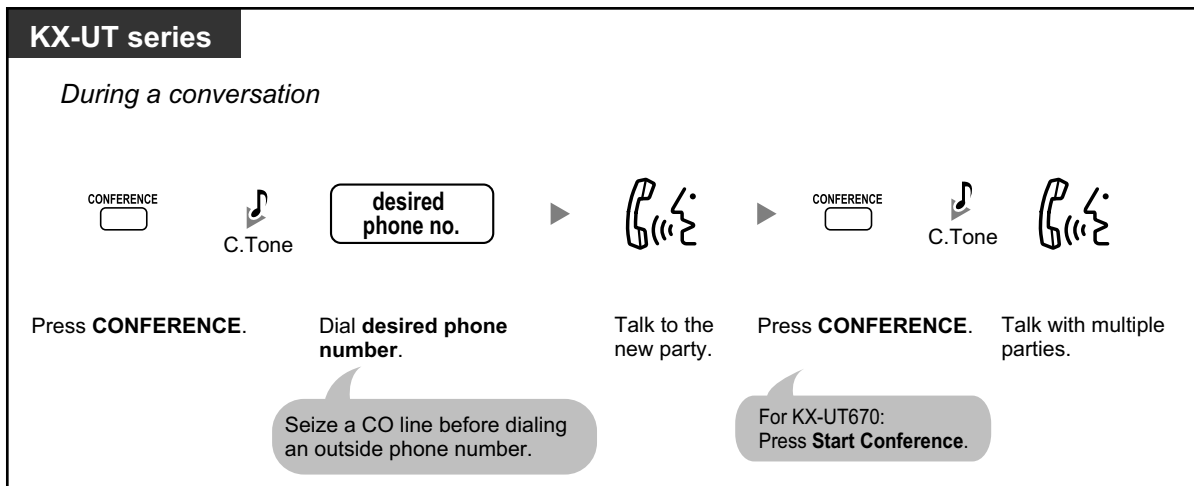 KX-UT series
During a conversation
CONFERENCE
C.Tone
desired
phone no.
CONFERENCE
C.Tone
Press CONFERENCE.
Dial desired phone
number.
Talk to the
new party.
Press CONFERENCE.
Talk with multiple
parties.
Seize a CO line before dialing
an outside phone number.
For KX-UT670:
Press Start Conference.